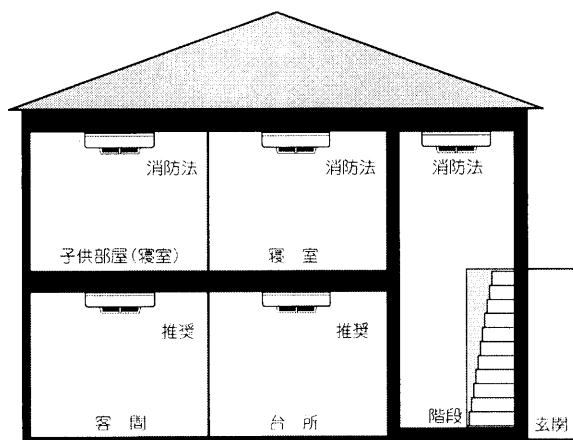 消防法
消防法
消防法
子供部屋(寝室)
寝 室
推奨
推奨
客 間
台 所
階段
玄関